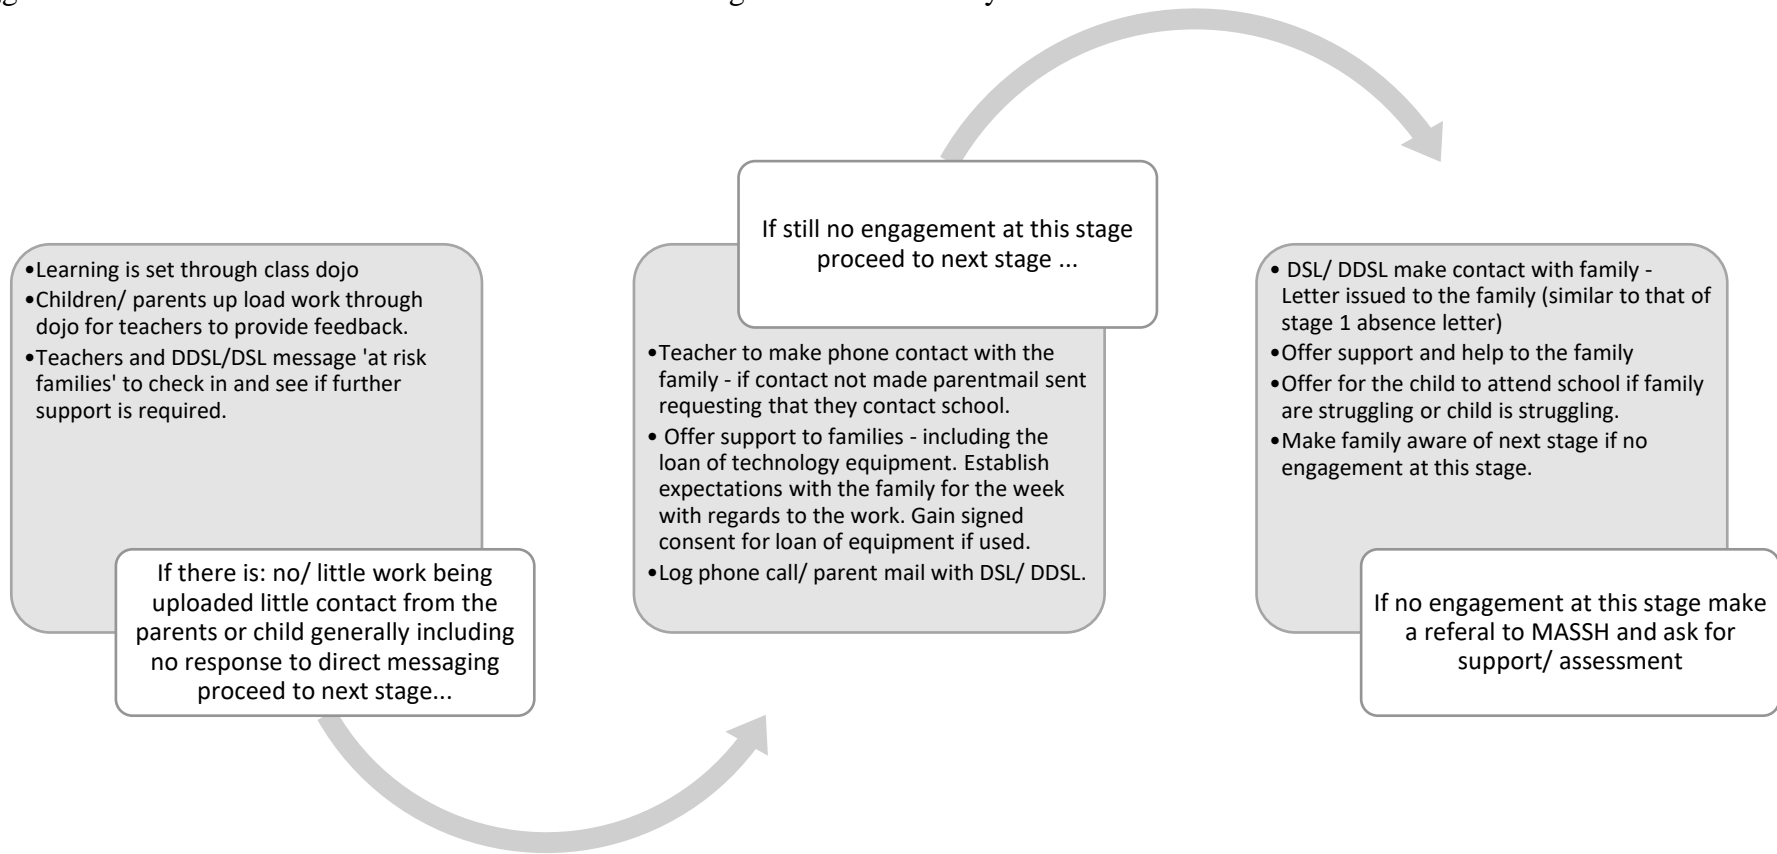 •Learning is set through class dojo
•Children/ parents up load work through
dojo for teachers to provide feedback.
•Teachers and DDSL/DSL message 'at risk
families' to check in and see if further
support is required.
If there is: no/ little work being
uploaded little contact from the
parents or child generally including
no response to direct messaging
proceed to next stage...
If still no engagement at this stage
proceed to next stage ...
•Teacher to make phone contact with the
family - if contact not made parentmail sent
requesting that they contact school.
• Offer support to families - including the
loan of technology equipment. Establish
expectations with the family for the week
with regards to the work. Gain signed
consent for loan of equipment if used.
•Log phone call/ parent mail with DSL/ DDSL.
• DSL/ DDSL make contact with family -
Letter issued to the family (similar to that of
stage 1 absence letter)
•Offer support and help to the family
•Offer for the child to attend school if family
are struggling or child is struggling.
•Make family aware of next stage if no
engagement at this stage.
If no engagement at this stage make
a referal to MASSH and ask for
support/ assessment